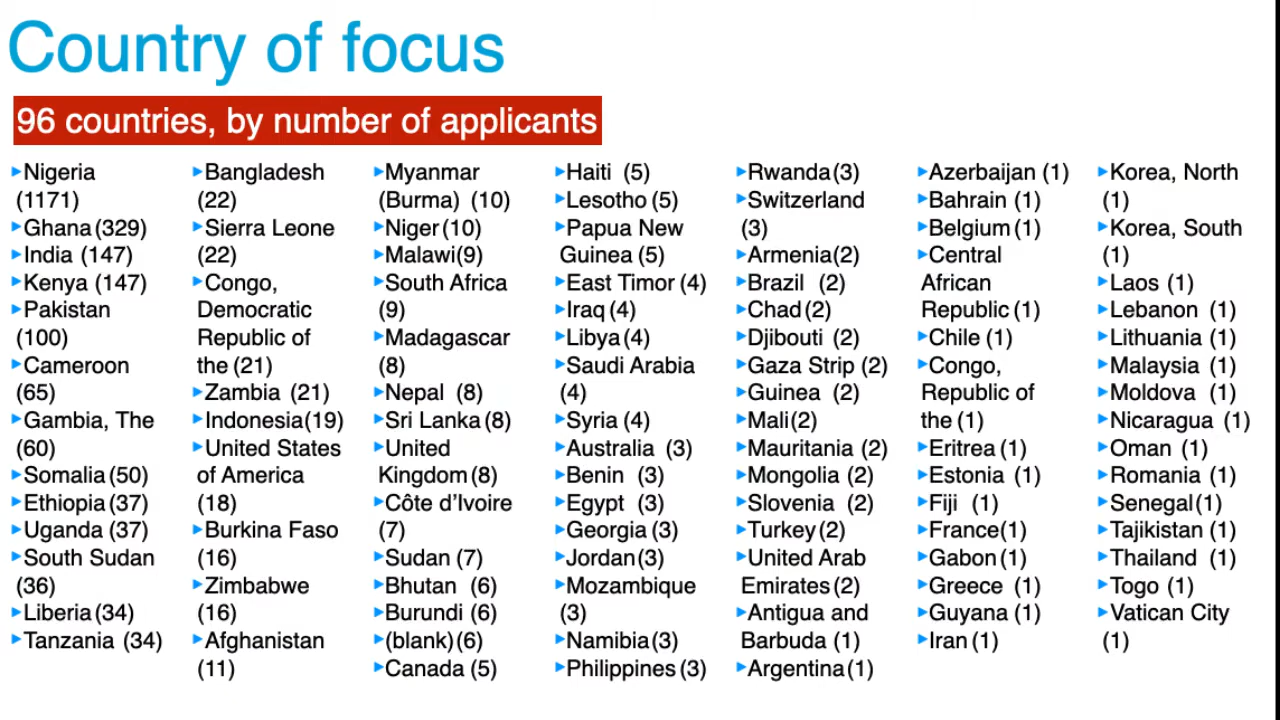 Country of focus
96 countries, by number of applicants
▸Nigeria
(1171)
▸Ghana (329)
▸India (147)
▸Kenya (147)
▸Pakistan
(100)
▸Cameroon
(65)
▸Gambia, The
(60)
▸Somalia (50)
▸Ethiopia (37)
▸Uganda (37)
▸South Sudan
(36)
▸Liberia (34)
▸Tanzania (34)
▸Bangladesh
(22)
▸Sierra Leone
(22)
▸Congo,
Democratic
Republic of
the (21)
▸Zambia (21)
▸Indonesia (19)
▸United States
of America
(18)
▸Burkina Faso
(16)
▸Zimbabwe
(16)
▸Afghanistan
(11)
▸Myanmar
(Burma) (10)
▸Niger (10)
▸Malawi (9)
▸South Africa
(9)
▸Madagascar
(8)
▸Nepal (8)
▸Sri Lanka (8)
▸United
Kingdom (8)
▸Côte d’Ivoire
(7)
▸Sudan (7)
▸Bhutan (6)
▸Burundi (6)
▸(blank) (6)
▸Canada (5)
▸Haiti (5)
▸Lesotho (5)
▸Papua New
Guinea (5)
▸East Timor (4)
▸Iraq (4)
▸Libya (4)
▸Saudi Arabia
(4)
▸Syria (4)
▸Australia (3)
▸Benin (3)
▸Egypt (3)
▸Georgia (3)
▸Jordan (3)
▸Mozambique
(3)
▸Namibia (3)
▸Philippines (3)
▸Rwanda (3)
▸Switzerland
(3)
▸Armenia (2)
▸Brazil (2)
▸Chad (2)
▸Djibouti (2)
▸Gaza Strip (2)
▸Guinea (2)
▸Mali (2)
▸Mauritania (2)
▸Mongolia (2)
▸Slovenia (2)
▸Turkey (2)
▸United Arab
Emirates (2)
▸Antigua and
Barbuda (1)
▸Argentina (1)
▸Azerbaijan (1)
▸Bahrain (1)
▸Belgium (1)
▸Central
African
Republic (1)
▸Chile (1)
▸Congo,
Republic of
the (1)
▸Eritrea (1)
▸Estonia (1)
▸Fiji (1)
▸France (1)
▸Gabon (1)
▸Greece (1)
▸Guyana (1)
▸Iran (1)
▸Korea, North
(1)
▸Korea, South
(1)
▸Laos (1)
▸Lebanon (1)
▸Lithuania (1)
▸Malaysia (1)
▸Moldova (1)
▸Nicaragua (1)
▸Oman (1)
▸Romania (1)
▸Senegal (1)
▸Tajikistan (1)
▸Thailand (1)
▸Togo (1)
▸Vatican City
(1)